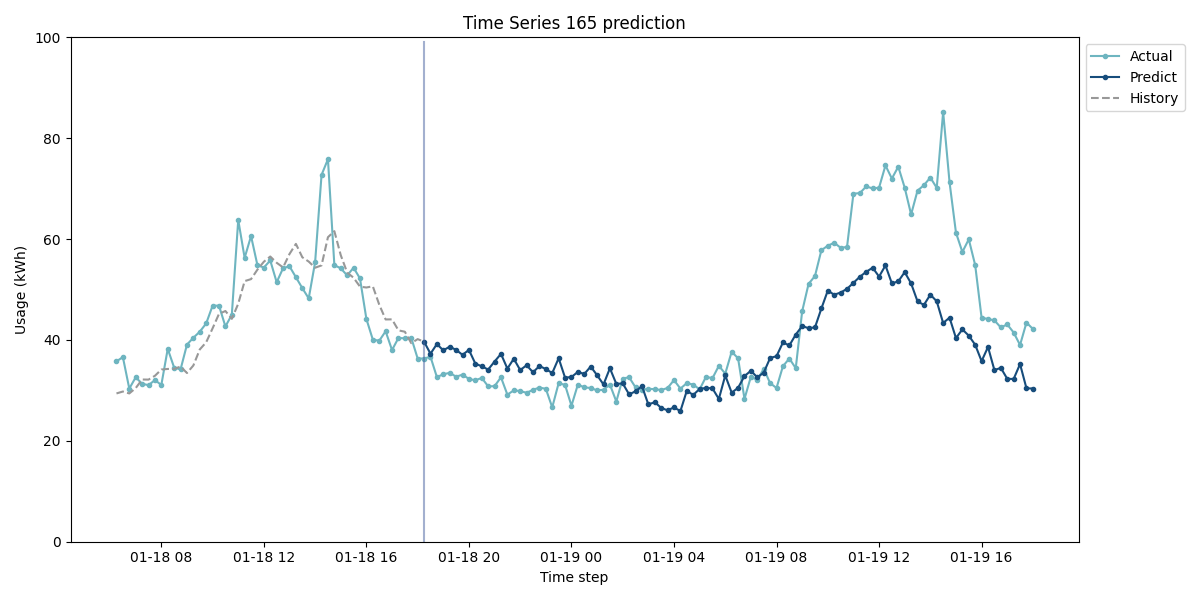 Time Series 165 prediction
Usage (kWh)
100
80
60
40
20
0
01-18 08
01-18 12
01-18 16
01-18 20
01-19 00
01-19 04
01-19 08
01-19 12
01-19 16
Time step
Actual
Predict
History